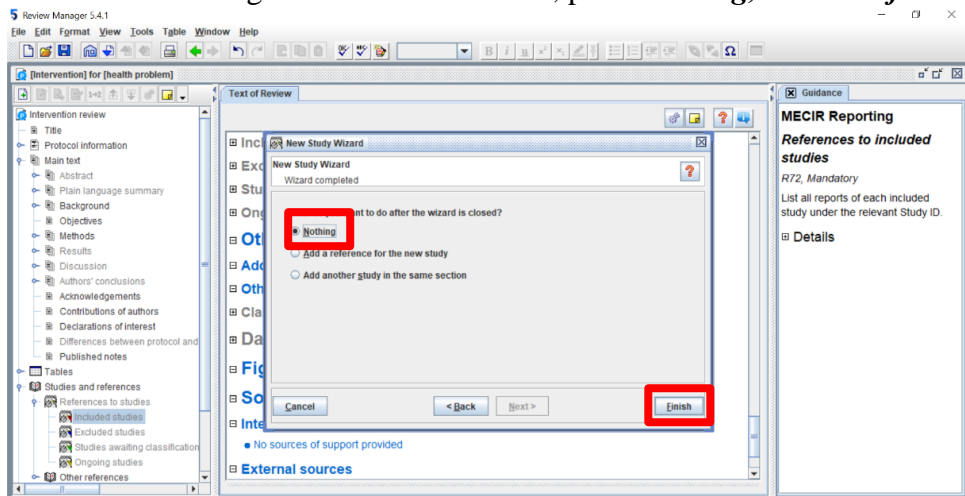 Review Manager 5.4.1
File Edit Format View Tools Table Window Help
[Intervention] for [health problem]
Intervention review
Title
Protocol information
Main text
Abstract
Plain language summary
Background
Objectives
Methods
Results
Discussion
Authors' conclusions
Acknowledgements
Contributions of authors
Declarations of interest
Differences between protocol and
Published notes
Tables
Studies and references
References to studies
Included studies
Excluded studies
Studies awaiting classification
Ongoing studies
Other references
Text of Review
New Study Wizard
New Study Wizard
Wizard completed
nt to do after the wizard is closed?
Nothing
Add a reference for the new study
Add another study in the same section
Cancel
< Back
Next >
Finish
No sources of support provided
External sources
Guidance
MECIR Reporting
References to included
studies
R72, Mandatory
List all reports of each included
study under the relevant Study ID.
Details